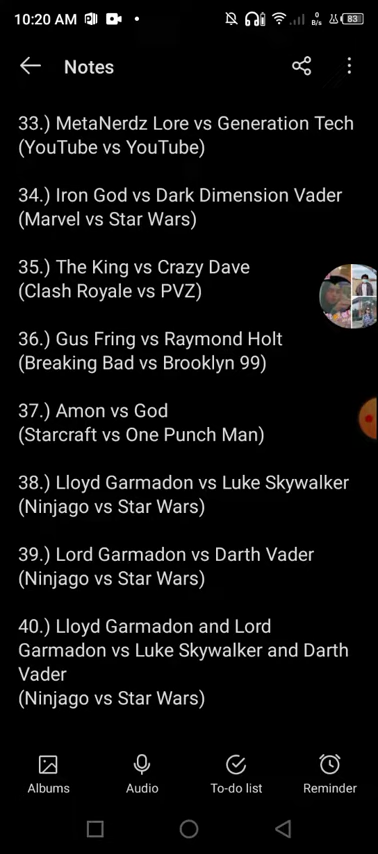 10:20 AM
0
B/s
83
Notes
33.) MetaNerdz Lore vs Generation Tech
(YouTube vs YouTube)
34.) Iron God vs Dark Dimension Vader
(Marvel vs Star Wars)
35.) The King vs Crazy Dave
(Clash Royale vs PVZ)
36.) Gus Fring vs Raymond Holt
(Breaking Bad vs Brooklyn 99)
37.) Amon vs God
(Starcraft vs One Punch Man)
38.) Lloyd Garmadon vs Luke Skywalker
(Ninjago vs Star Wars)
39.) Lord Garmadon vs Darth Vader
(Ninjago vs Star Wars)
40.) Lloyd Garmadon and Lord
Garmadon vs Luke Skywalker and Darth
Vader
(Ninjago vs Star Wars)
Albums
Audio
To-do list
Reminder